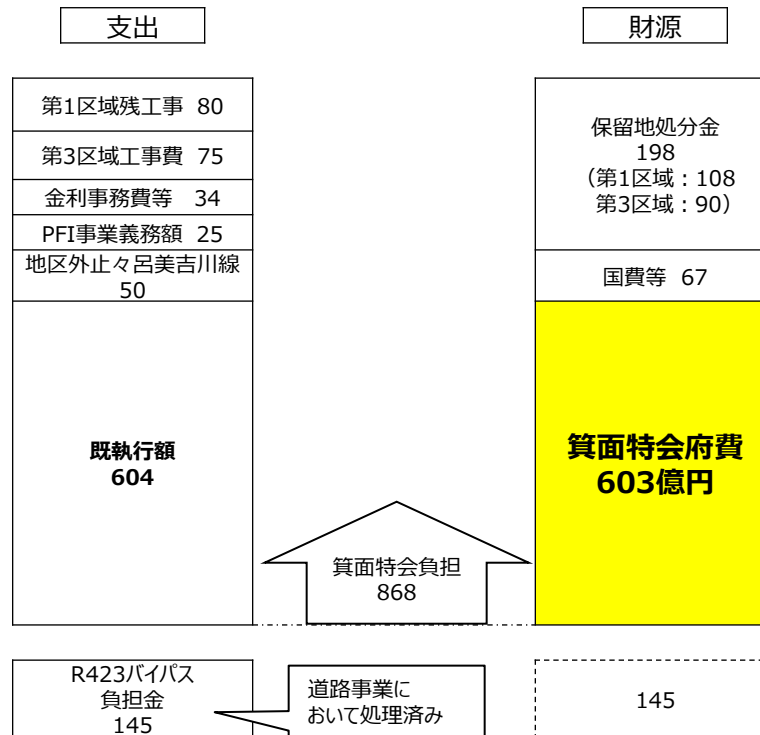 支出
財源
第1区域残工事 80
第3区域工事費 75
金利事務費等 34
PFI事業義務額 25
地区外止々呂美吉川線
50
既執行額
604
保留地処分金
198
（第1区域：108
第3区域：90）
国費等 67
箕面特会府費
603億円
箕面特会負担
868
R423バイパス
負担金
145
道路事業に
おいて処理済み
145